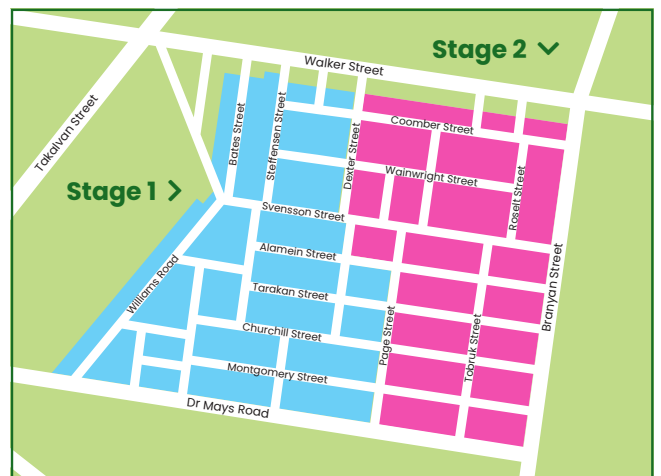 Stage 2
Walker Street
Takalvan Street
Coomber Street
Bates Street
Steffensen Street
Dexter Street
Wainwright Street
Stage 1
Roselt Street
Svensson Street
Alamein Street
Williams Road
Tarakan Street
Branyan Street
Churchill Street
Page Street
Tobruk Street
Montgomery Street
Dr Mays Road